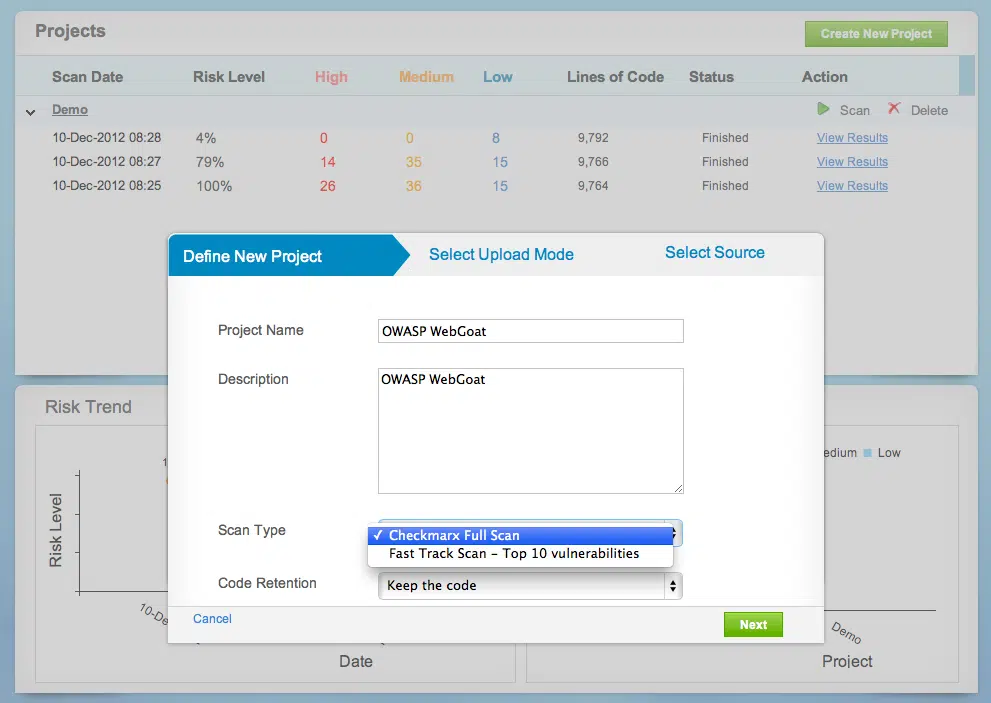 Projects
Create New Project
Scan Date Risk Level High Medium Low Lines of Code Status Action
Demo Scan Delete
10-Dec-2012 08:28 4% 0 0 8 9,792 Finished View Results
10-Dec-2012 08:27 79% 14 35 15 9,766 Finished View Results
10-Dec-2012 08:25 100% 26 36 15 9,764 Finished View Results
Define New Project Select Upload Mode Select Source
Project Name OWASP WebGoat
Description OWASP WebGoat
Scan Type ✓ Checkmarx Full Scan
Fast Track Scan – Top 10 vulnerabilities
Code Retention Keep the code
Cancel Next
Risk Trend
Risk Level
Date
Low
Demo
Project